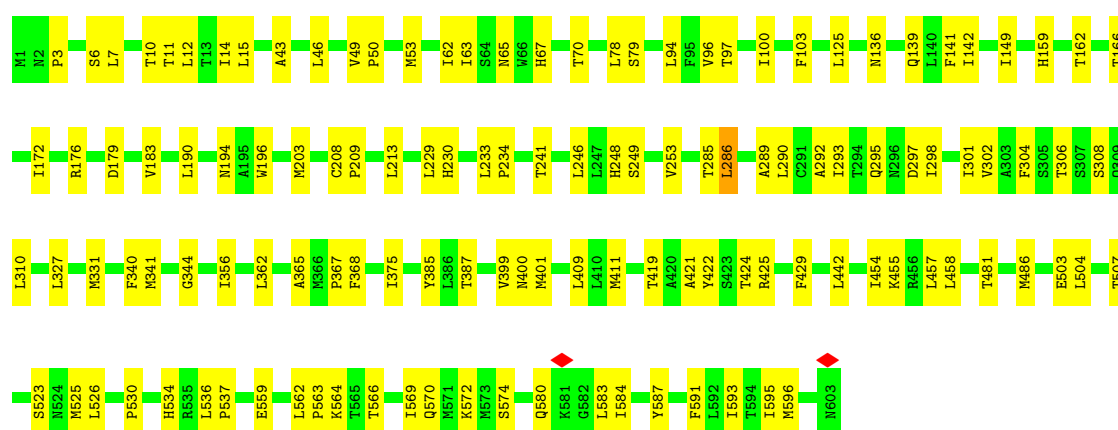 M1 N2 P3 S6 L7 T10 T11 L12 T13 I14 L15 A43 L46 V49 P50 M53 I62 I63 S64 N65 W66 H67 T70 L78 S79 L94 F95 V96 T97 I100 F103 L125 N136 Q139 L140 F141 I142 I149 H159 T162 T166
I172 R176 D179 V183 L190 N194 A195 W196 M203 C208 P209 L213 L229 H230 L233 P234 T241 L246 L247 H248 S249 V253 T285 L286 A289 L290 C291 A292 I293 T294 Q295 N296 D297 I298 I301 V302 A303 F304 S305 T306 S307 S308 Q309
L310 L327 M331 F340 M341 G344 I356 L362 A365 M366 P367 F368 I375 Y385 L386 T387 V399 N400 M401 L409 L410 M411 T419 A420 A421 Y422 S423 T424 R425 F429 L442 I454 K455 R456 L457 L458 T481 M486 E503 L504 T507
S523 N524 M525 L526 P530 H534 R535 L536 P537 E559 L562 P563 K564 T565 T566 I569 Q570 M571 K572 M573 S574 Q580 K581 G582 L583 I584 Y587 F591 L592 I593 T594 I595 M596 N603